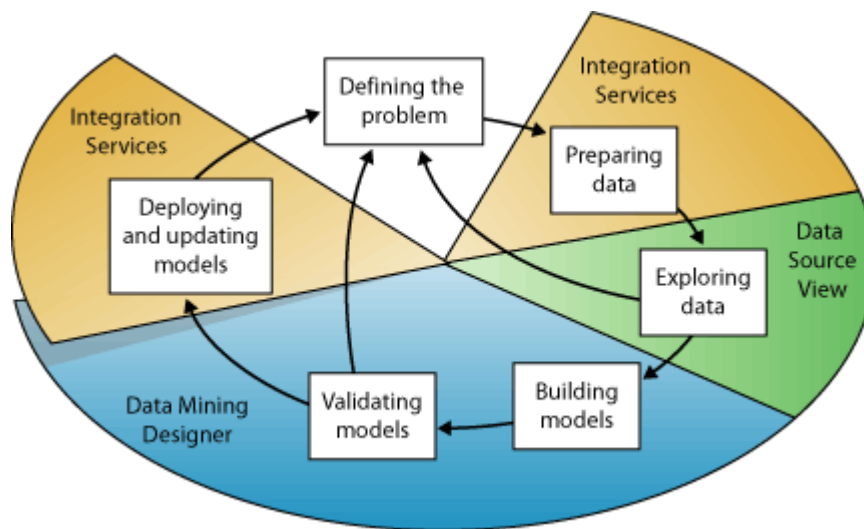 Defining the
problem
Integration
Services
Preparing
data
Data
Source
View
Exploring
data
Building
models
Validating
models
Data Mining
Designer
Integration
Services
Deploying
and updating
models